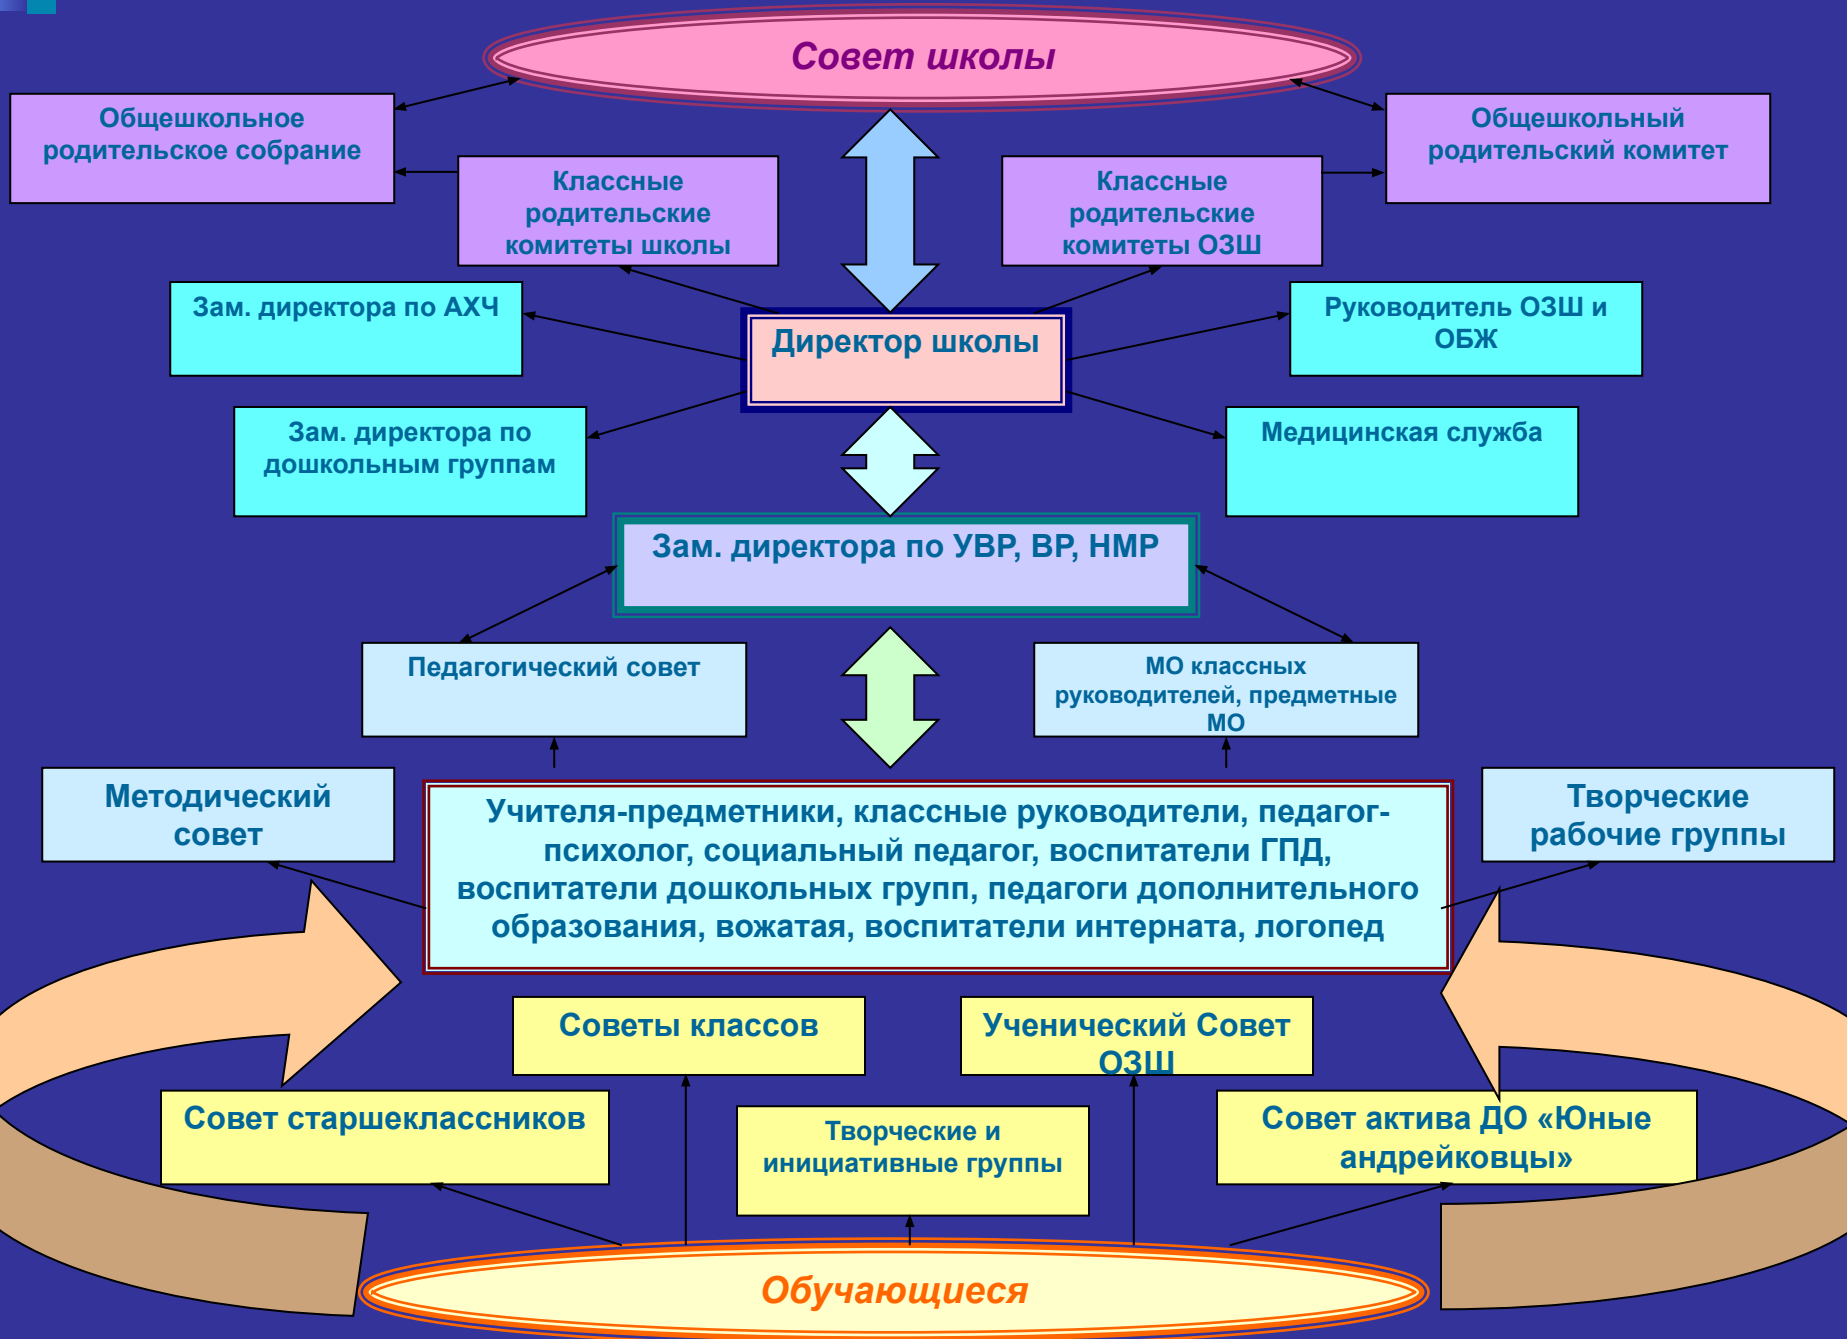 Совет школы
Общешкольное
родительское собрание
Общешкольный
родительский комитет
Классные
родительские
комитеты школы
Классные
родительские
комитеты ОЗШ
Зам. директора по АХЧ
Директор школы
Руководитель ОЗШ и
ОБЖ
Зам. директора по
дошкольным группам
Медицинская служба
Зам. директора по УВР, ВР, НМР
Педагогический совет
МО классных
руководителей, предметные
МО
Методический
совет
Учителя-предметники, классные руководители, педагог-
психолог, социальный педагог, воспитатели ГПД,
воспитатели дошкольных групп, педагоги дополнительного
образования, вожатая, воспитатели интерната, логопед
Творческие
рабочие группы
Советы классов
Ученический Совет
ОЗШ
Совет старшеклассников
Творческие и
инициативные группы
Совет актива ДО «Юные
андрейковцы»
Обучающиеся